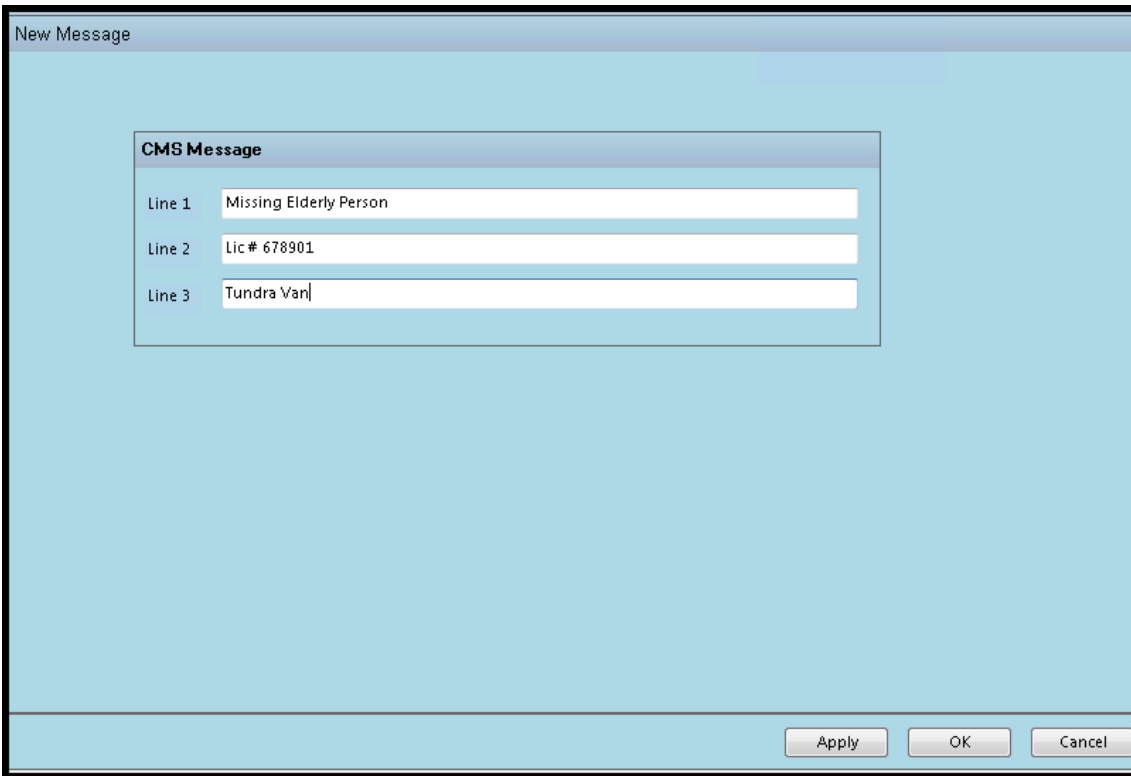 New Message
CMS Message
Line 1 Missing Elderly Person
Line 2 Lic # 678901
Line 3 Tundra Van
Apply OK Cancel